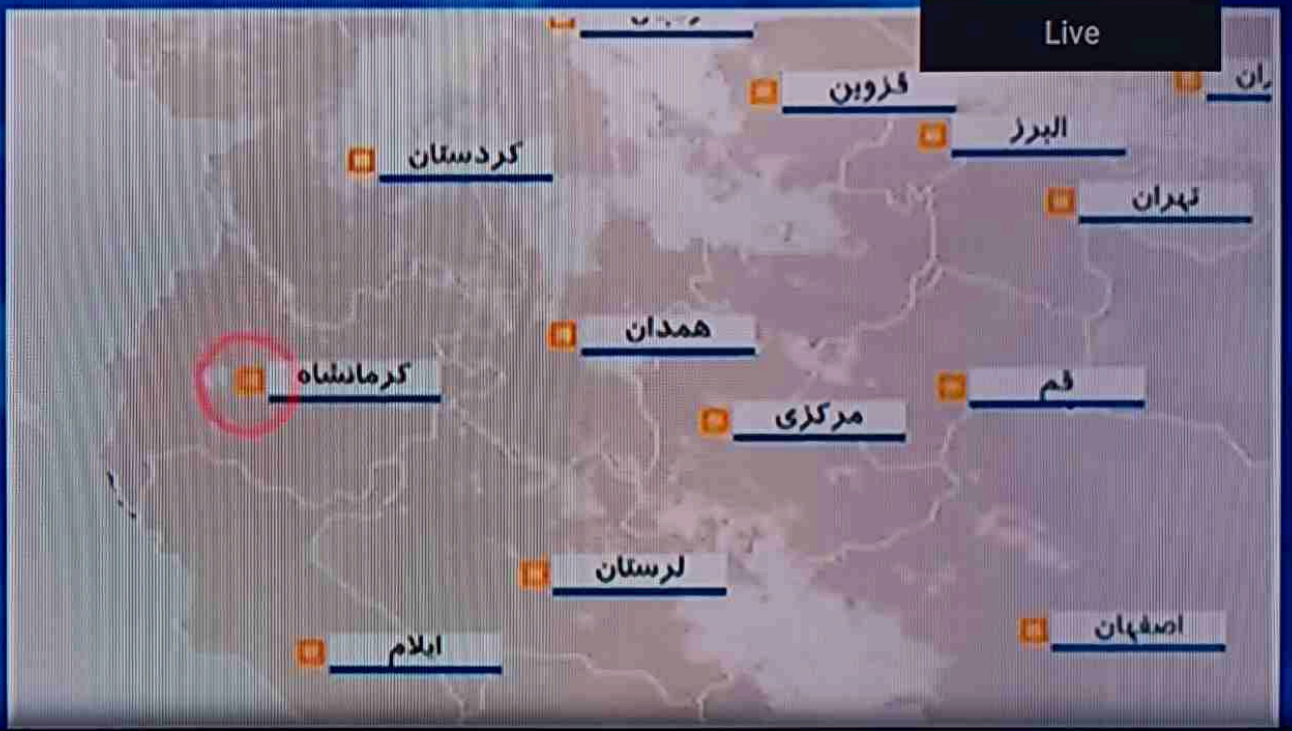 Live
قزوین
البرز
کردستان
تهران
همدان
کرمانشاه
قم
مرکزی
لرستان
اصفهان
ایلام